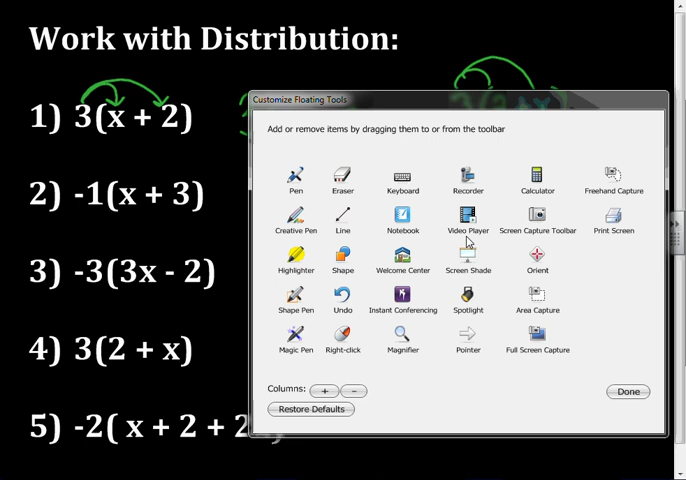 Work with Distribution:
1) 3(x + 2)
2) -1(x + 3)
3) -3(3x - 2)
4) 3(2 + x)
5) -2( x + 2 + 2
Customize Floating Tools
Add or remove items by dragging them to or from the toolbar
Pen Eraser Keyboard Recorder Calculator Freehand Capture
Creative Pen Line Notebook Video Player Screen Capture Toolbar Print Screen
Highlighter Shape Welcome Center Screen Shade Orient
Shape Pen Undo Instant Conferencing Spotlight Area Capture
Magic Pen Right-click Magnifier Pointer Full Screen Capture
Columns: + -
Restore Defaults
Done